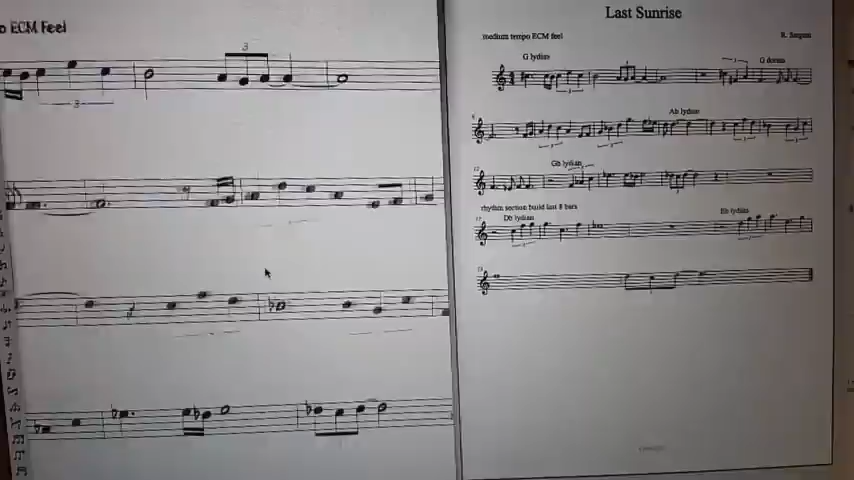 o ECM Feel
3
3
Last Sunrise
medium tempo ECM feel
G lydian
G dorian
Ab lydian
Gb lydian
rhythm section build last 8 bars
Db lydian
Eb lydian